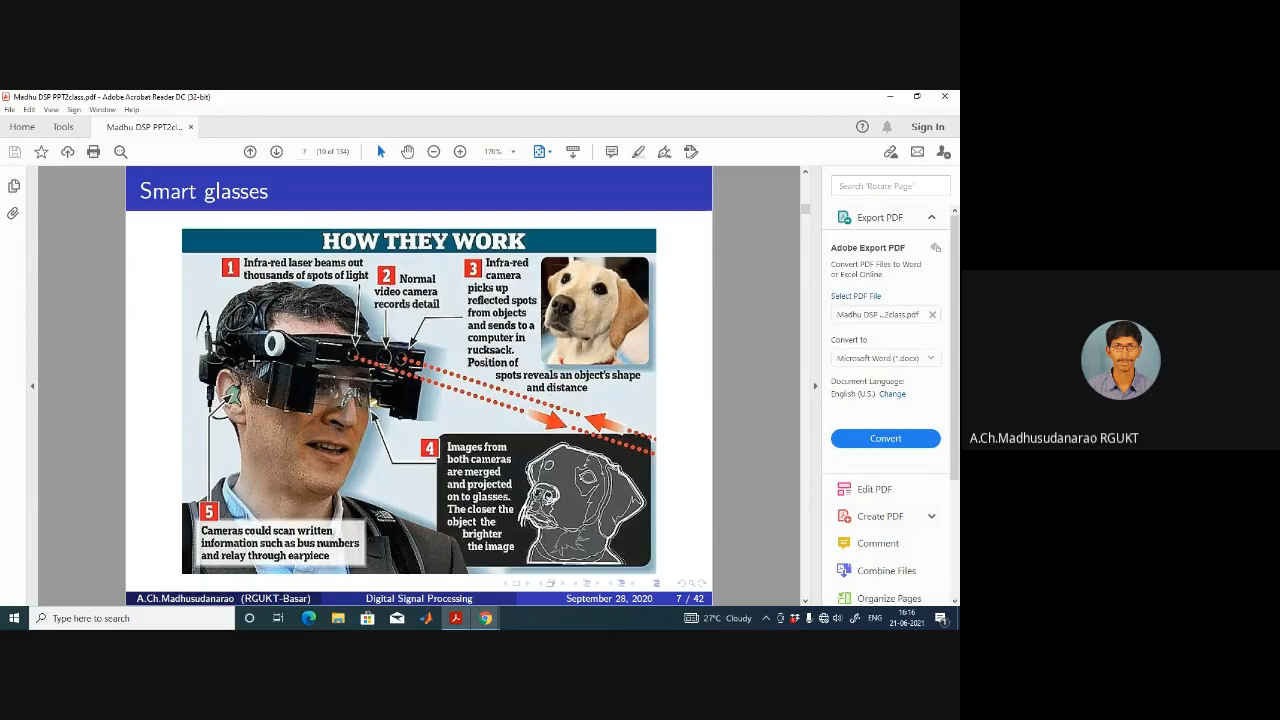 Madhu DSP PPT2class.pdf - Adobe Acrobat Reader DC (32-bit)
File Edit View Sign Window Help
Home Tools Madhu DSP PPT2cl... × Sign In
7 (10 of 134) 176%
Smart glasses
HOW THEY WORK
1 Infra-red laser beams out
thousands of spots of light
2 Normal
video camera
records detail
3 Infra-red
camera
picks up
reflected spots
from objects
and sends to a
computer in
rucksack.
Position of
spots reveals an object's shape
and distance
4 Images from
both cameras
are merged
and projected
on to glasses.
The closer the
object the
brighter
the image
5
Cameras could scan written
information such as bus numbers
and relay through earpiece
A.Ch.Madhusudanarao (RGUKT-Basar) Digital Signal Processing September 28, 2020 7 / 42
Search 'Rotate Page'
Export PDF
Adobe Export PDF
Convert PDF Files to Word
or Excel Online
Select PDF File
Madhu DSP ...2class.pdf ×
Convert to
Microsoft Word (*.docx)
Document Language:
English (U.S.) Change
Convert
Edit PDF
Create PDF
Comment
Combine Files
Organize Pages
Type here to search
27°C Cloudy ENG 16:16
21-06-2021
A.Ch.Madhusudanarao RGUKT